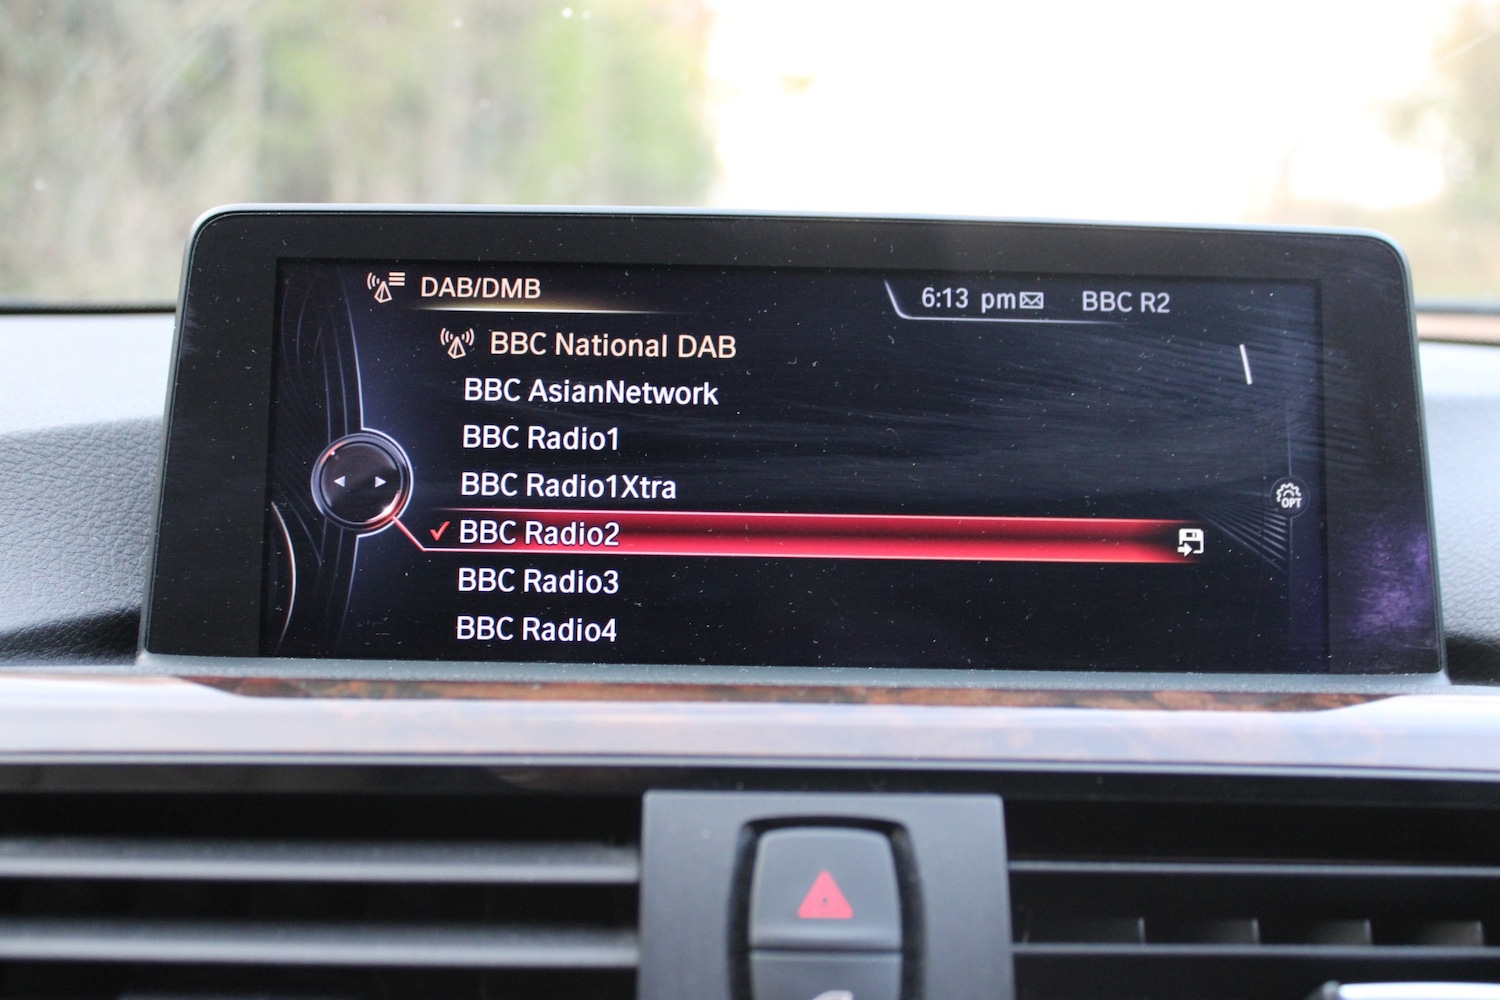 DAB/DMB
6:13 pm BBC R2
BBC National DAB
BBC AsianNetwork
BBC Radio1
BBC Radio1Xtra
BBC Radio2
OPT
BBC Radio3
BBC Radio4